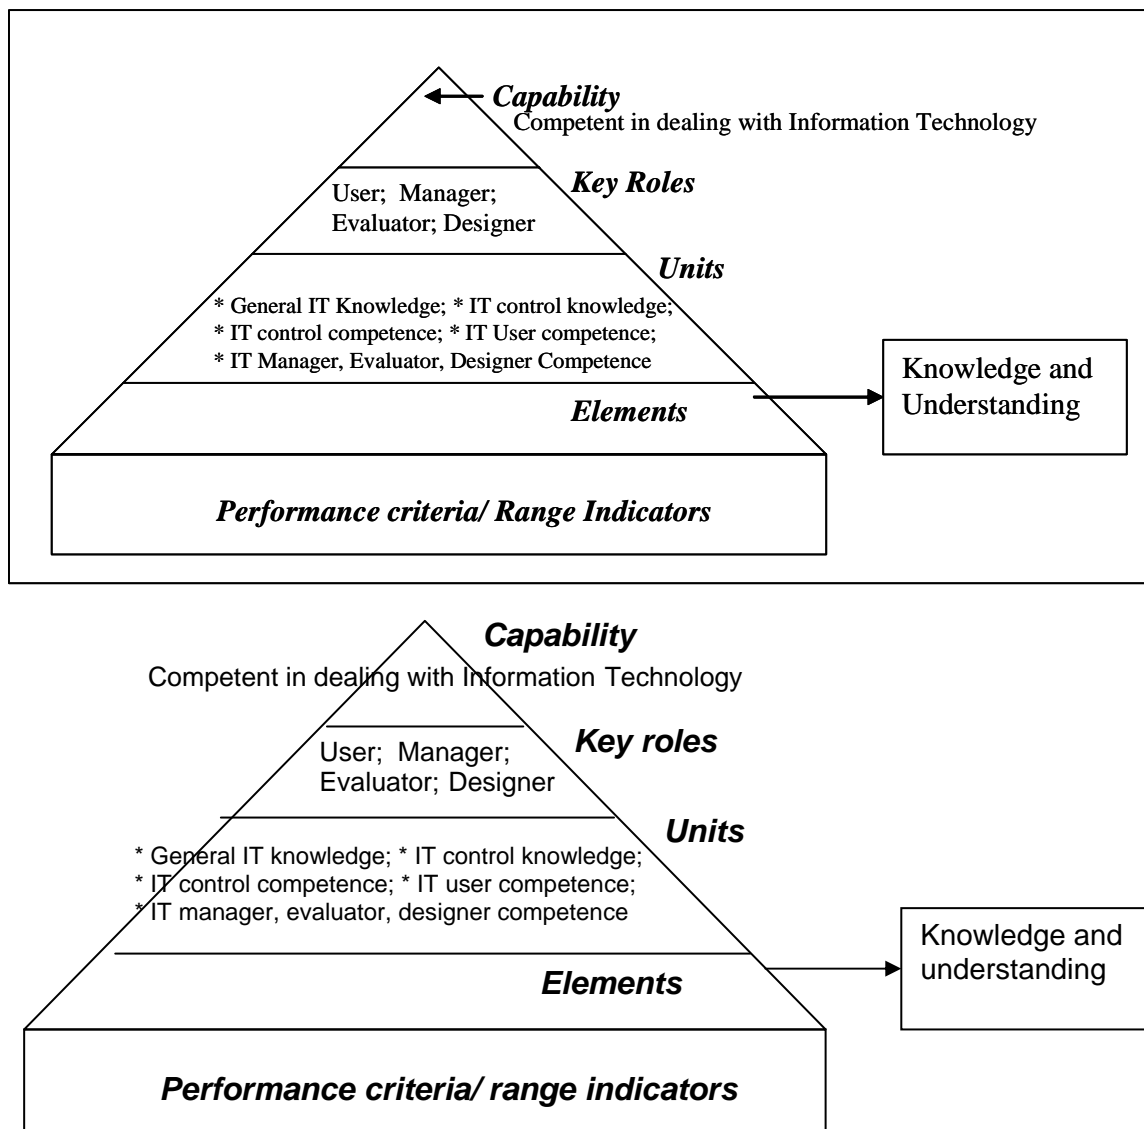 Capability
Competent in dealing with Information Technology
Key Roles
User; Manager;
Evaluator; Designer
Units
* General IT Knowledge; * IT control knowledge;
* IT control competence; * IT User competence;
* IT Manager, Evaluator, Designer Competence
Knowledge and
Understanding
Elements
Performance criteria/ Range Indicators
Capability
Competent in dealing with Information Technology
Key roles
User; Manager;
Evaluator; Designer
Units
* General IT knowledge; * IT control knowledge;
* IT control competence; * IT user competence;
* IT manager, evaluator, designer competence
Knowledge and
understanding
Elements
Performance criteria/ range indicators